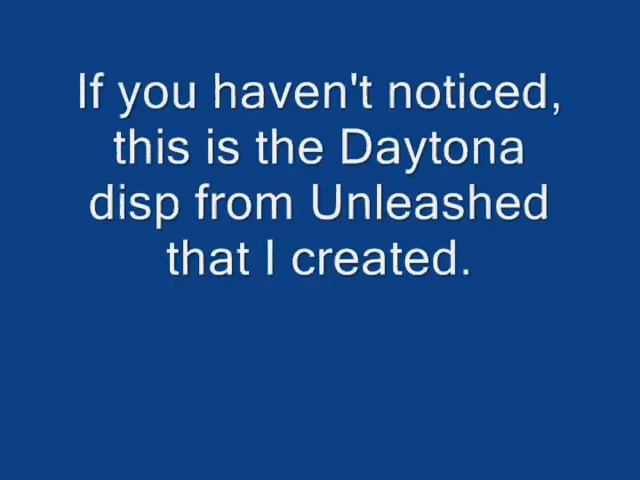 If you haven't noticed,
this is the Daytona
disp from Unleashed
that I created.